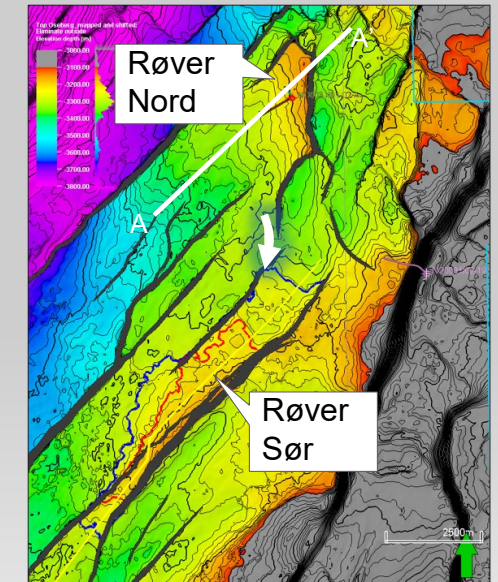 Top Oseberg_mapped and shifted:
Eliminate outside
Elevation depth [m]
-3000.00
-3100.00
-3200.00
-3300.00
-3400.00
-3500.00
-3600.00
-3700.00
-3800.00
A'
Røver
Nord
A
Røver
Sør
2500m